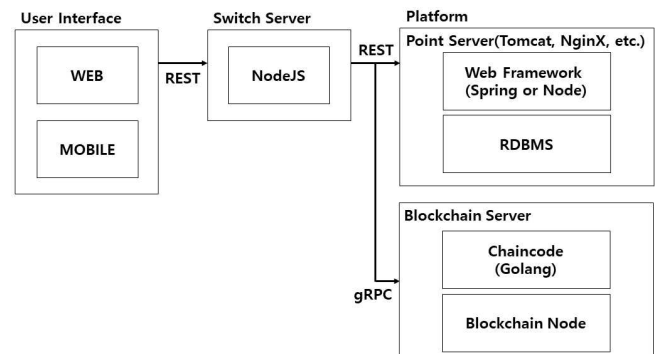 User Interface
WEB
MOBILE
REST
Switch Server
NodeJS
REST
gRPC
Platform
Point Server(Tomcat, NginX, etc.)
Web Framework
(Spring or Node)
RDBMS
Blockchain Server
Chaincode
(Golang)
Blockchain Node